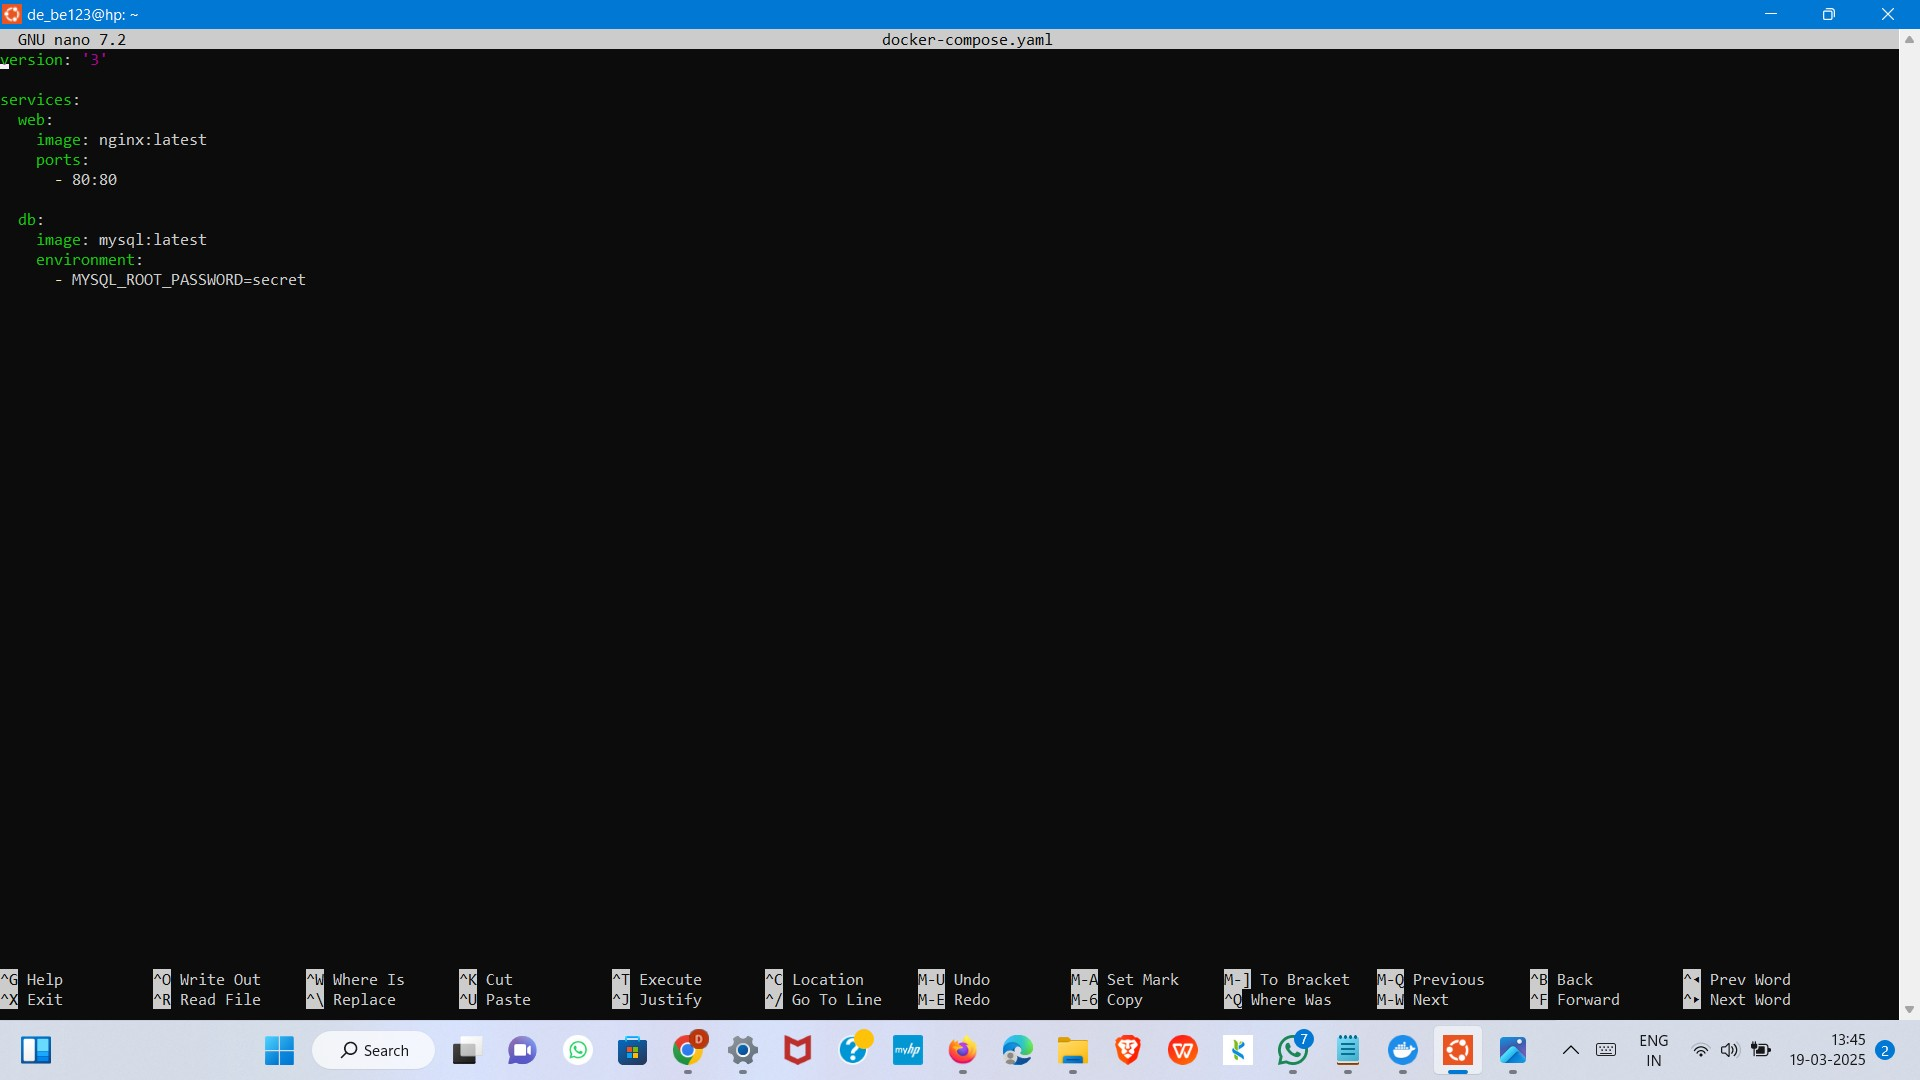 de_be123@hp: ~
GNU nano 7.2 docker-compose.yaml
version: '3'
services:
  web:
    image: nginx:latest
    ports:
      - 80:80
  db:
    image: mysql:latest
    environment:
      - MYSQL_ROOT_PASSWORD=secret
^G Help ^O Write Out ^W Where Is ^K Cut ^T Execute ^C Location M-U Undo M-A Set Mark M-] To Bracket M-Q Previous ^B Back ^◂ Prev Word
^X Exit ^R Read File ^\ Replace ^U Paste ^J Justify ^/ Go To Line M-E Redo M-6 Copy ^Q Where Was M-W Next ^F Forward ^▸ Next Word
Search D myhp 7 ENG 13:45
IN 19-03-2025 2